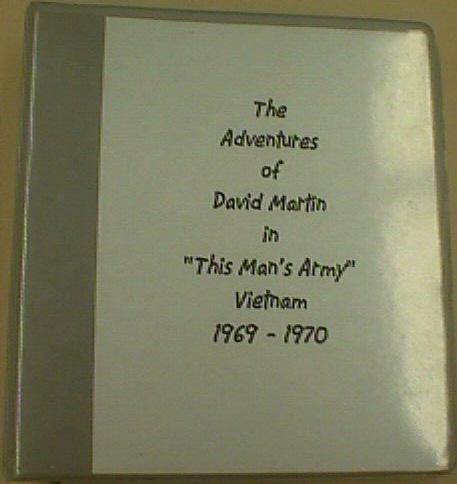 The
Adventures
of
David Martin
in
"This Man's Army"
Vietnam
1969 - 1970